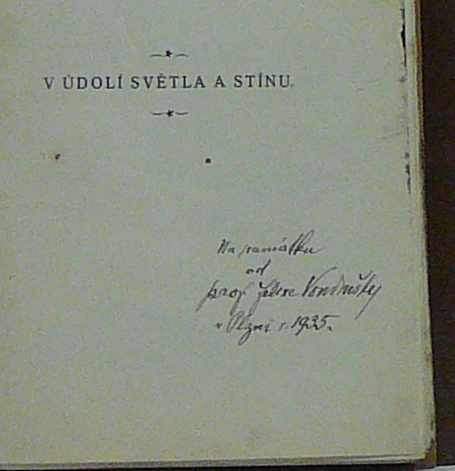 V ÚDOLÍ SVĚTLA A STÍNU.
Na památku
od
prof. Vondrušky
v Plzni r. 1935.